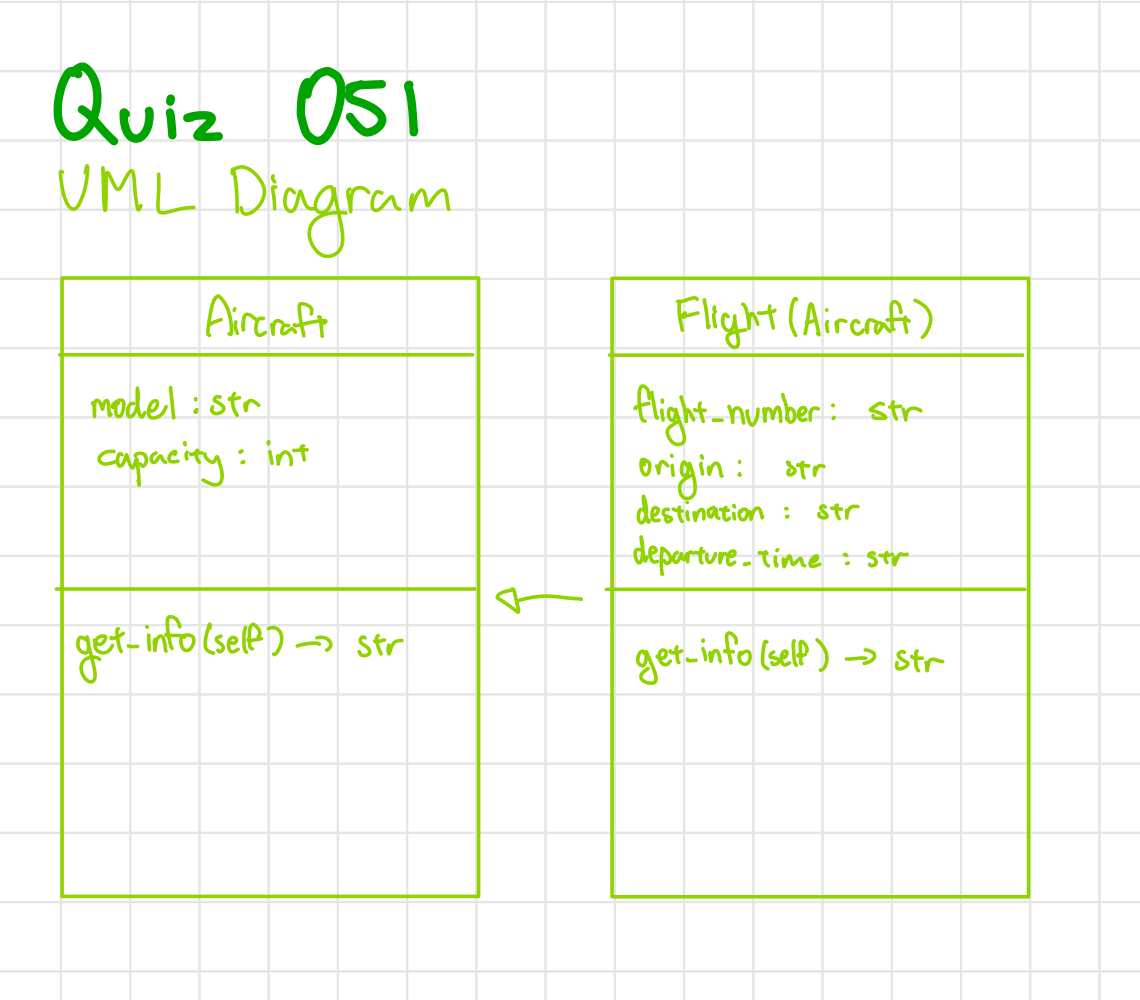 Quiz 051
UML Diagram
Aircraft
model : str
capacity : int
get_info(self) → str
Flight(Aircraft)
flight_number : str
origin : str
destination : str
departure_time : str
get_info(self) → str